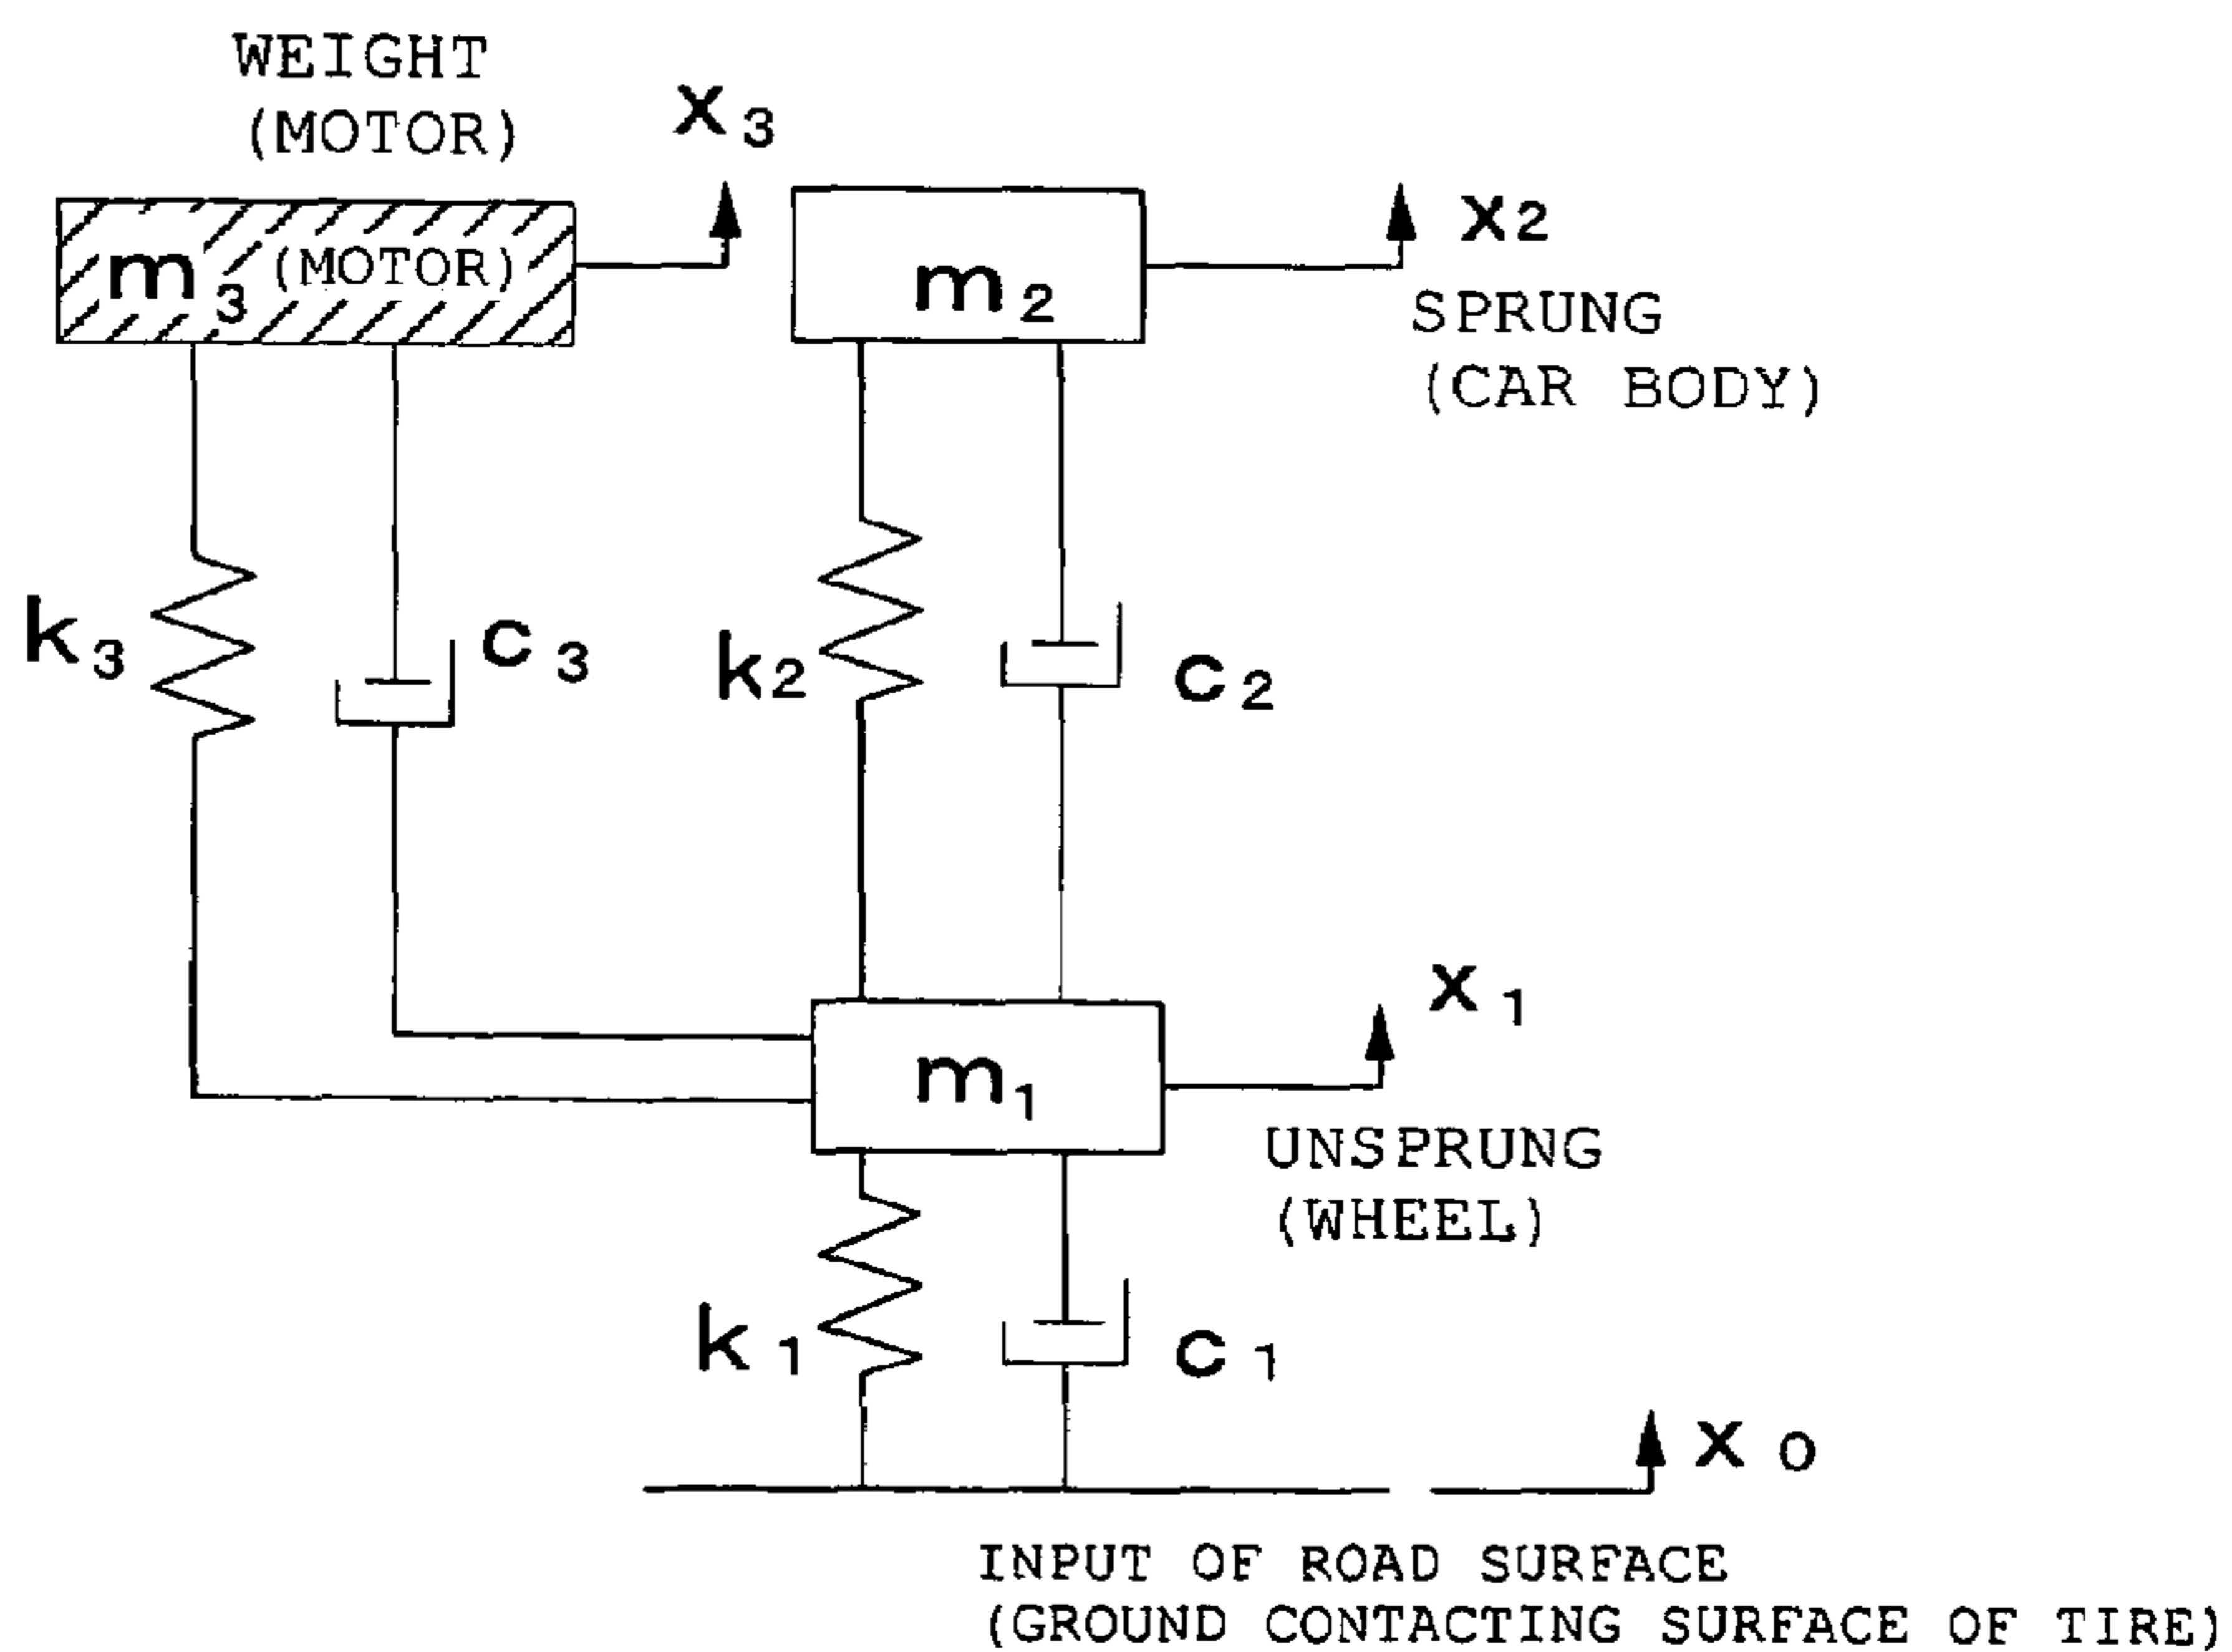 WEIGHT
(MOTOR)
x3
m3 (MOTOR)
m2
x2
SPRUNG
(CAR BODY)
k3
c3
k2
c2
x1
m1
UNSPRUNG
(WHEEL)
k1
c1
x0
INPUT OF ROAD SURFACE
(GROUND CONTACTING SURFACE OF TIRE)